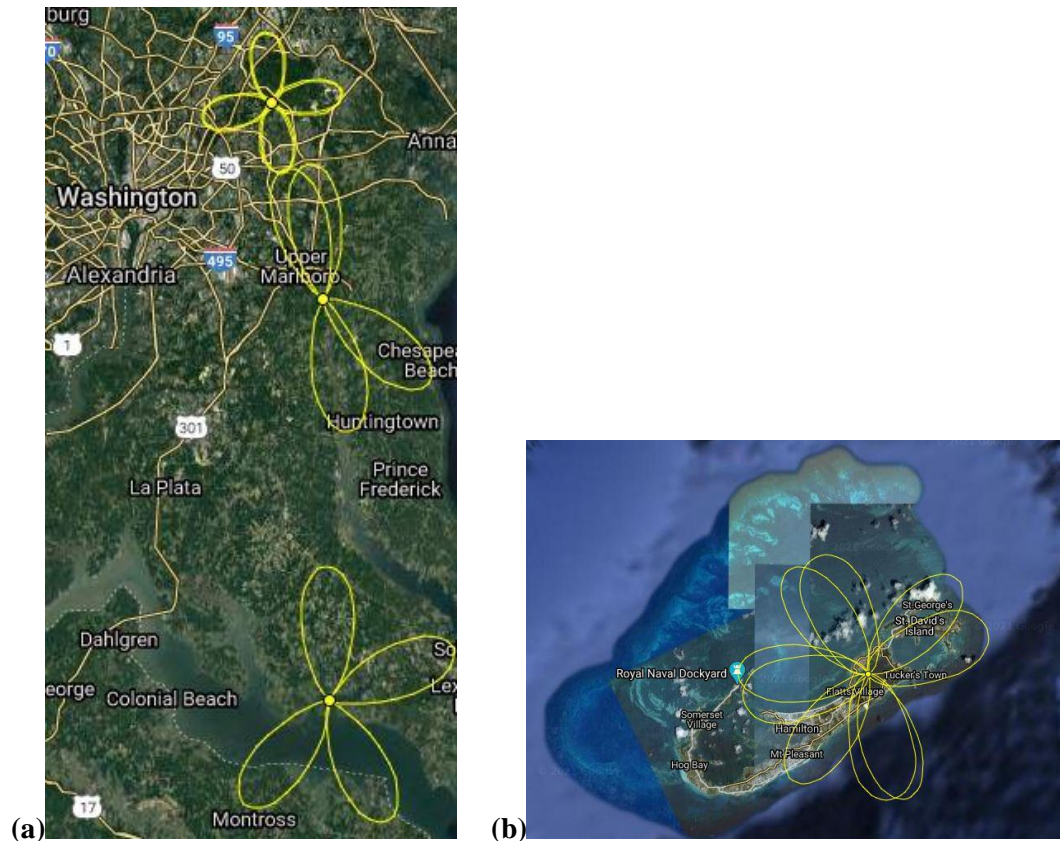 burg
95
70
Anna
50
Washington
495
Upper
Marlboro
Alexandria
1
Chesapea
Beach
Huntingtown
301
Prince
Frederick
La Plata
Dahlgren
So
eorge
Colonial Beach
Lex
17
Montross
(a)
St.George's
St. David's
Island
Royal Naval Dockyard
Tucker's Town
Flatts Village
Somerset
Village
Hamilton
Mt Pleasant
Hog Bay
(b)